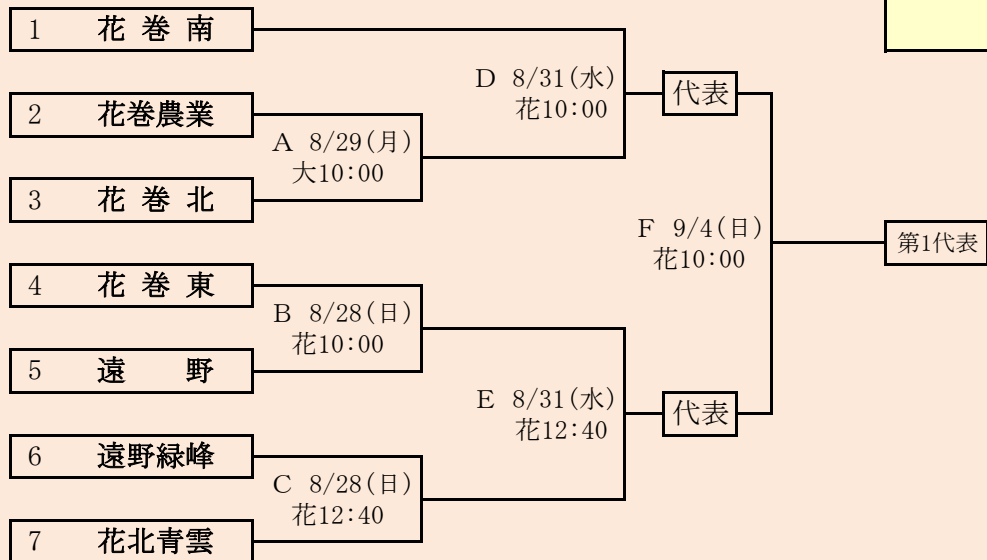 1 花巻南
D 8/31(水)
花10:00
代表
2 花巻農業
A 8/29(月)
大10:00
3 花巻北
F 9/4(日)
花10:00
第1代表
4 花巻東
B 8/28(日)
花10:00
5 遠野
E 8/31(水)
花12:40
代表
6 遠野緑峰
C 8/28(日)
花12:40
7 花北青雲